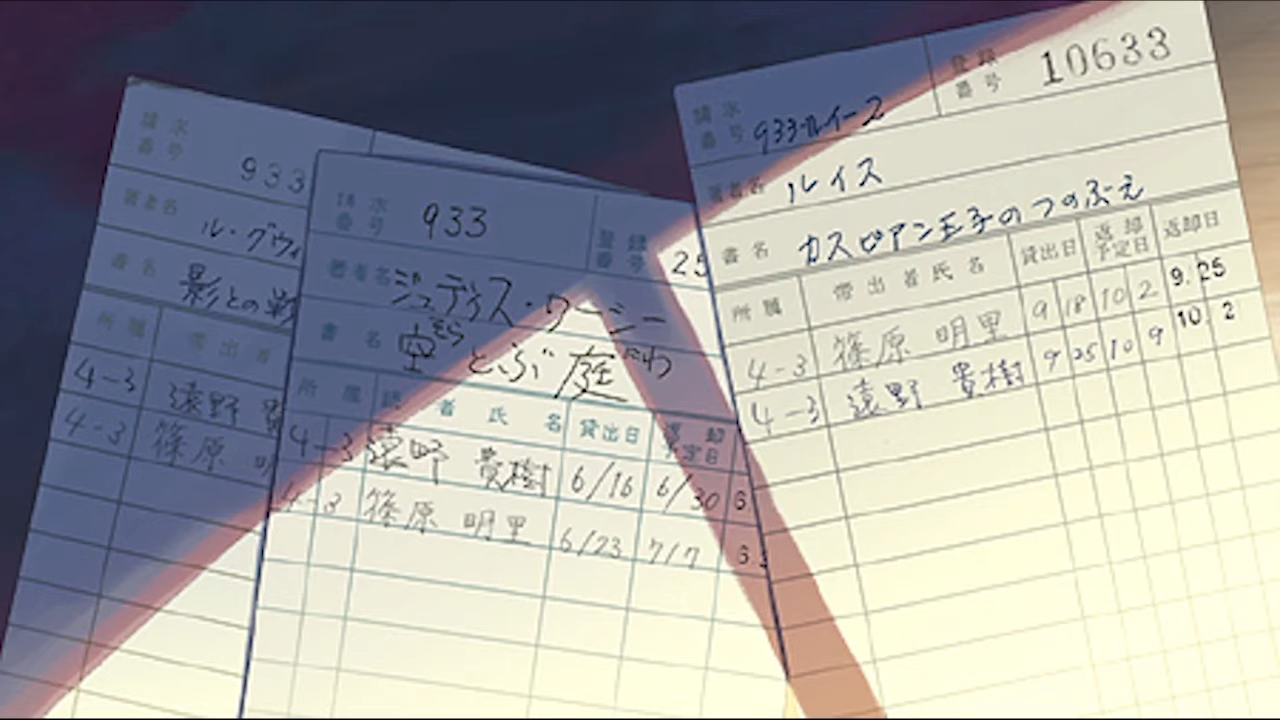 請求番号 933
著者名 ル・グウィ
書名 影との戦
所属 帯出者
4-3 遠野 貴
4-3 篠原 明
請求番号 933 登録番号 25
著者名 ジュディス・ワーシー
書名 空とぶ庭 そら にわ
所属 読者氏名 貸出日 返却予定日
4-3 遠野 貴樹 6/16 6/30 6
4-3 篠原 明里 6/23 7/7 6
請求番号 933-ルイ-2 登録番号 10633
著者名 ルイス
書名 カスピアン王子のつのぶえ
所属 帯出者氏名 貸出日 返却予定日 返却日
4-3 篠原 明里 9 18 10 2 9.25
4-3 遠野 貴樹 9 25 10 9 10.2